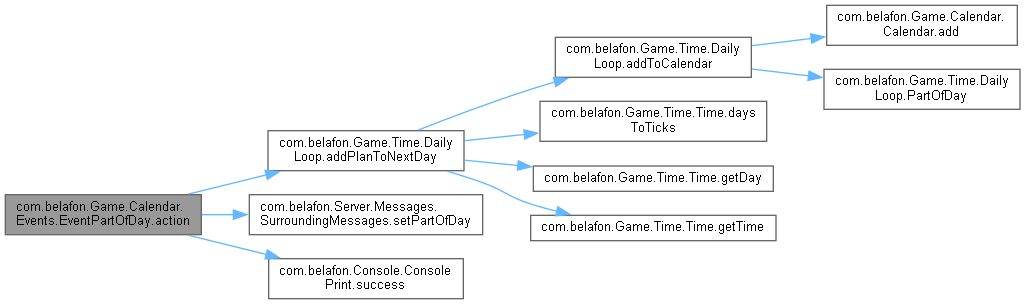 com.belafon.Game.Calendar.
Calendar.add
com.belafon.Game.Time.Daily
Loop.addToCalendar
com.belafon.Game.Time.Daily
Loop.PartOfDay
com.belafon.Game.Time.Time.days
ToTicks
com.belafon.Game.Time.Daily
Loop.addPlanToNextDay
com.belafon.Game.Time.Time.getDay
com.belafon.Game.Calendar.
Events.EventPartOfDay.action
com.belafon.Server.Messages.
SurroundingMessages.setPartOfDay
com.belafon.Game.Time.Time.getTime
com.belafon.Console.Console
Print.success